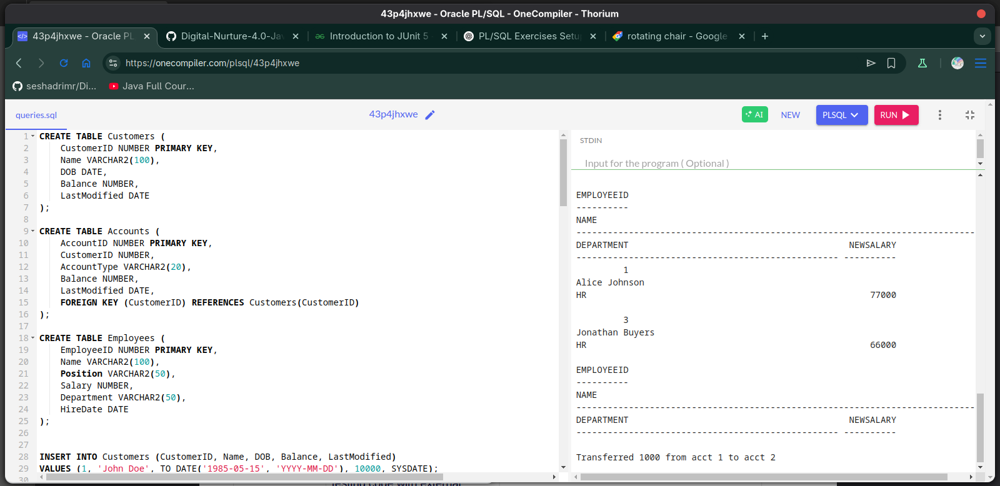 43p4jhxwe - Oracle PL/SQL - OneCompiler - Thorium
43p4jhxwe - Oracle PL
Digital-Nurture-4.0-Jav
Introduction to JUnit 5
PL/SQL Exercises Setup
rotating chair - Google
https://onecompiler.com/plsql/43p4jhxwe
seshadrimr/Di...
Java Full Cour...
queries.sql
43p4jhxwe
AI
NEW
PLSQL
RUN
1 CREATE TABLE Customers (
2 CustomerID NUMBER PRIMARY KEY,
3 Name VARCHAR2(100),
4 DOB DATE,
5 Balance NUMBER,
6 LastModified DATE
7 );
8
9 CREATE TABLE Accounts (
10 AccountID NUMBER PRIMARY KEY,
11 CustomerID NUMBER,
12 AccountType VARCHAR2(20),
13 Balance NUMBER,
14 LastModified DATE,
15 FOREIGN KEY (CustomerID) REFERENCES Customers(CustomerID)
16 );
17
18 CREATE TABLE Employees (
19 EmployeeID NUMBER PRIMARY KEY,
20 Name VARCHAR2(100),
21 Position VARCHAR2(50),
22 Salary NUMBER,
23 Department VARCHAR2(50),
24 HireDate DATE
25 );
26
27
28 INSERT INTO Customers (CustomerID, Name, DOB, Balance, LastModified)
29 VALUES (1, 'John Doe', TO_DATE('1985-05-15', 'YYYY-MM-DD'), 10000, SYSDATE);
30
STDIN
Input for the program ( Optional )
EMPLOYEEID
----------
NAME
----------------------------------------------------------------------------
DEPARTMENT NEWSALARY
-------------------------------------------------- ----------
1
Alice Johnson
HR 77000
3
Jonathan Buyers
HR 66000
EMPLOYEEID
----------
NAME
----------------------------------------------------------------------------
DEPARTMENT NEWSALARY
-------------------------------------------------- ----------
Transferred 1000 from acct 1 to acct 2